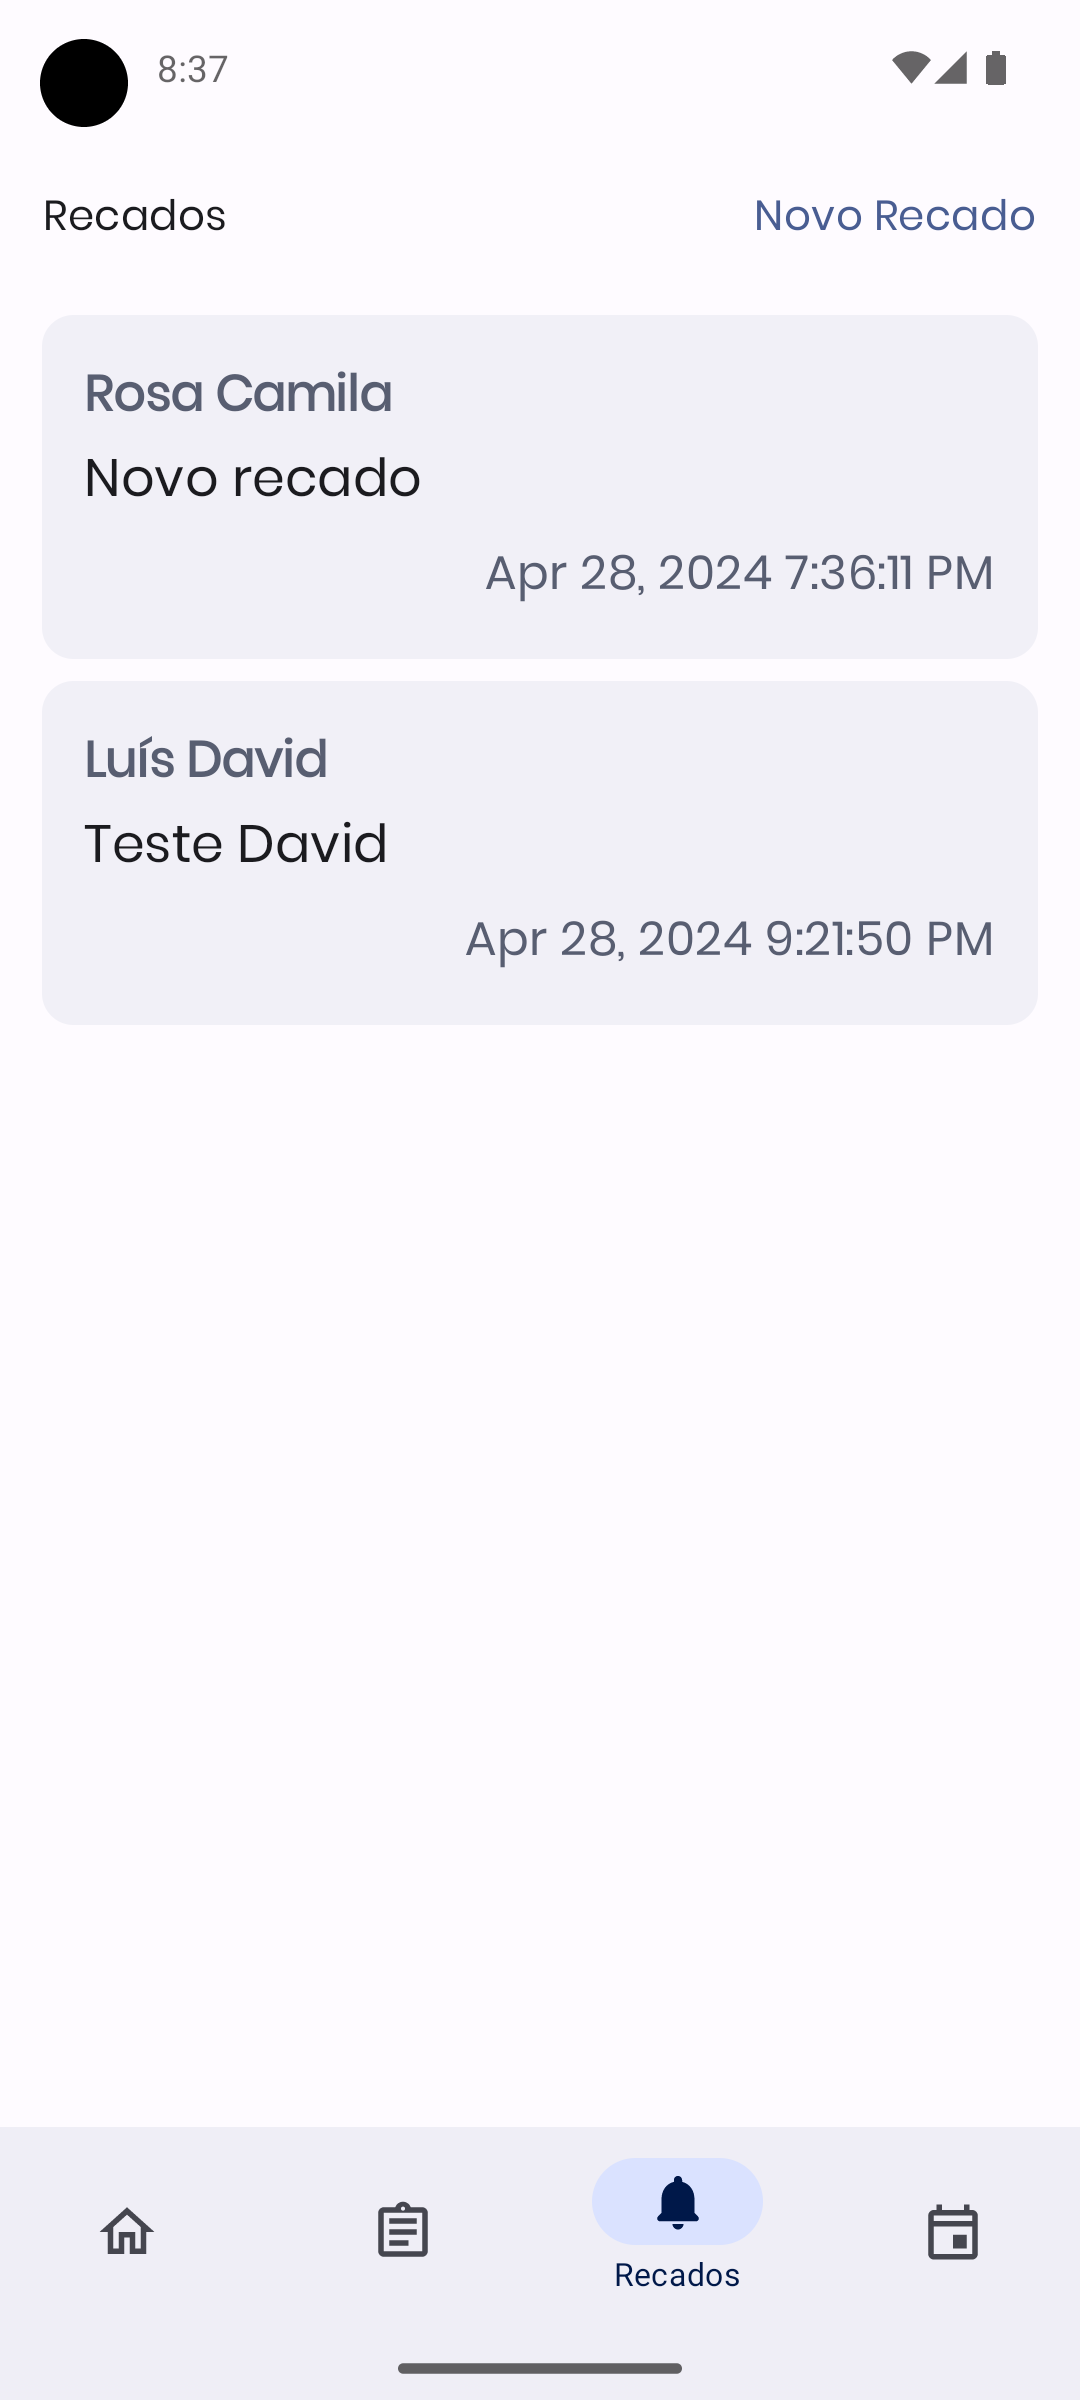 8:37
Recados
Novo Recado
Rosa Camila
Novo recado
Apr 28, 2024 7:36:11 PM
Luís David
Teste David
Apr 28, 2024 9:21:50 PM
Recados